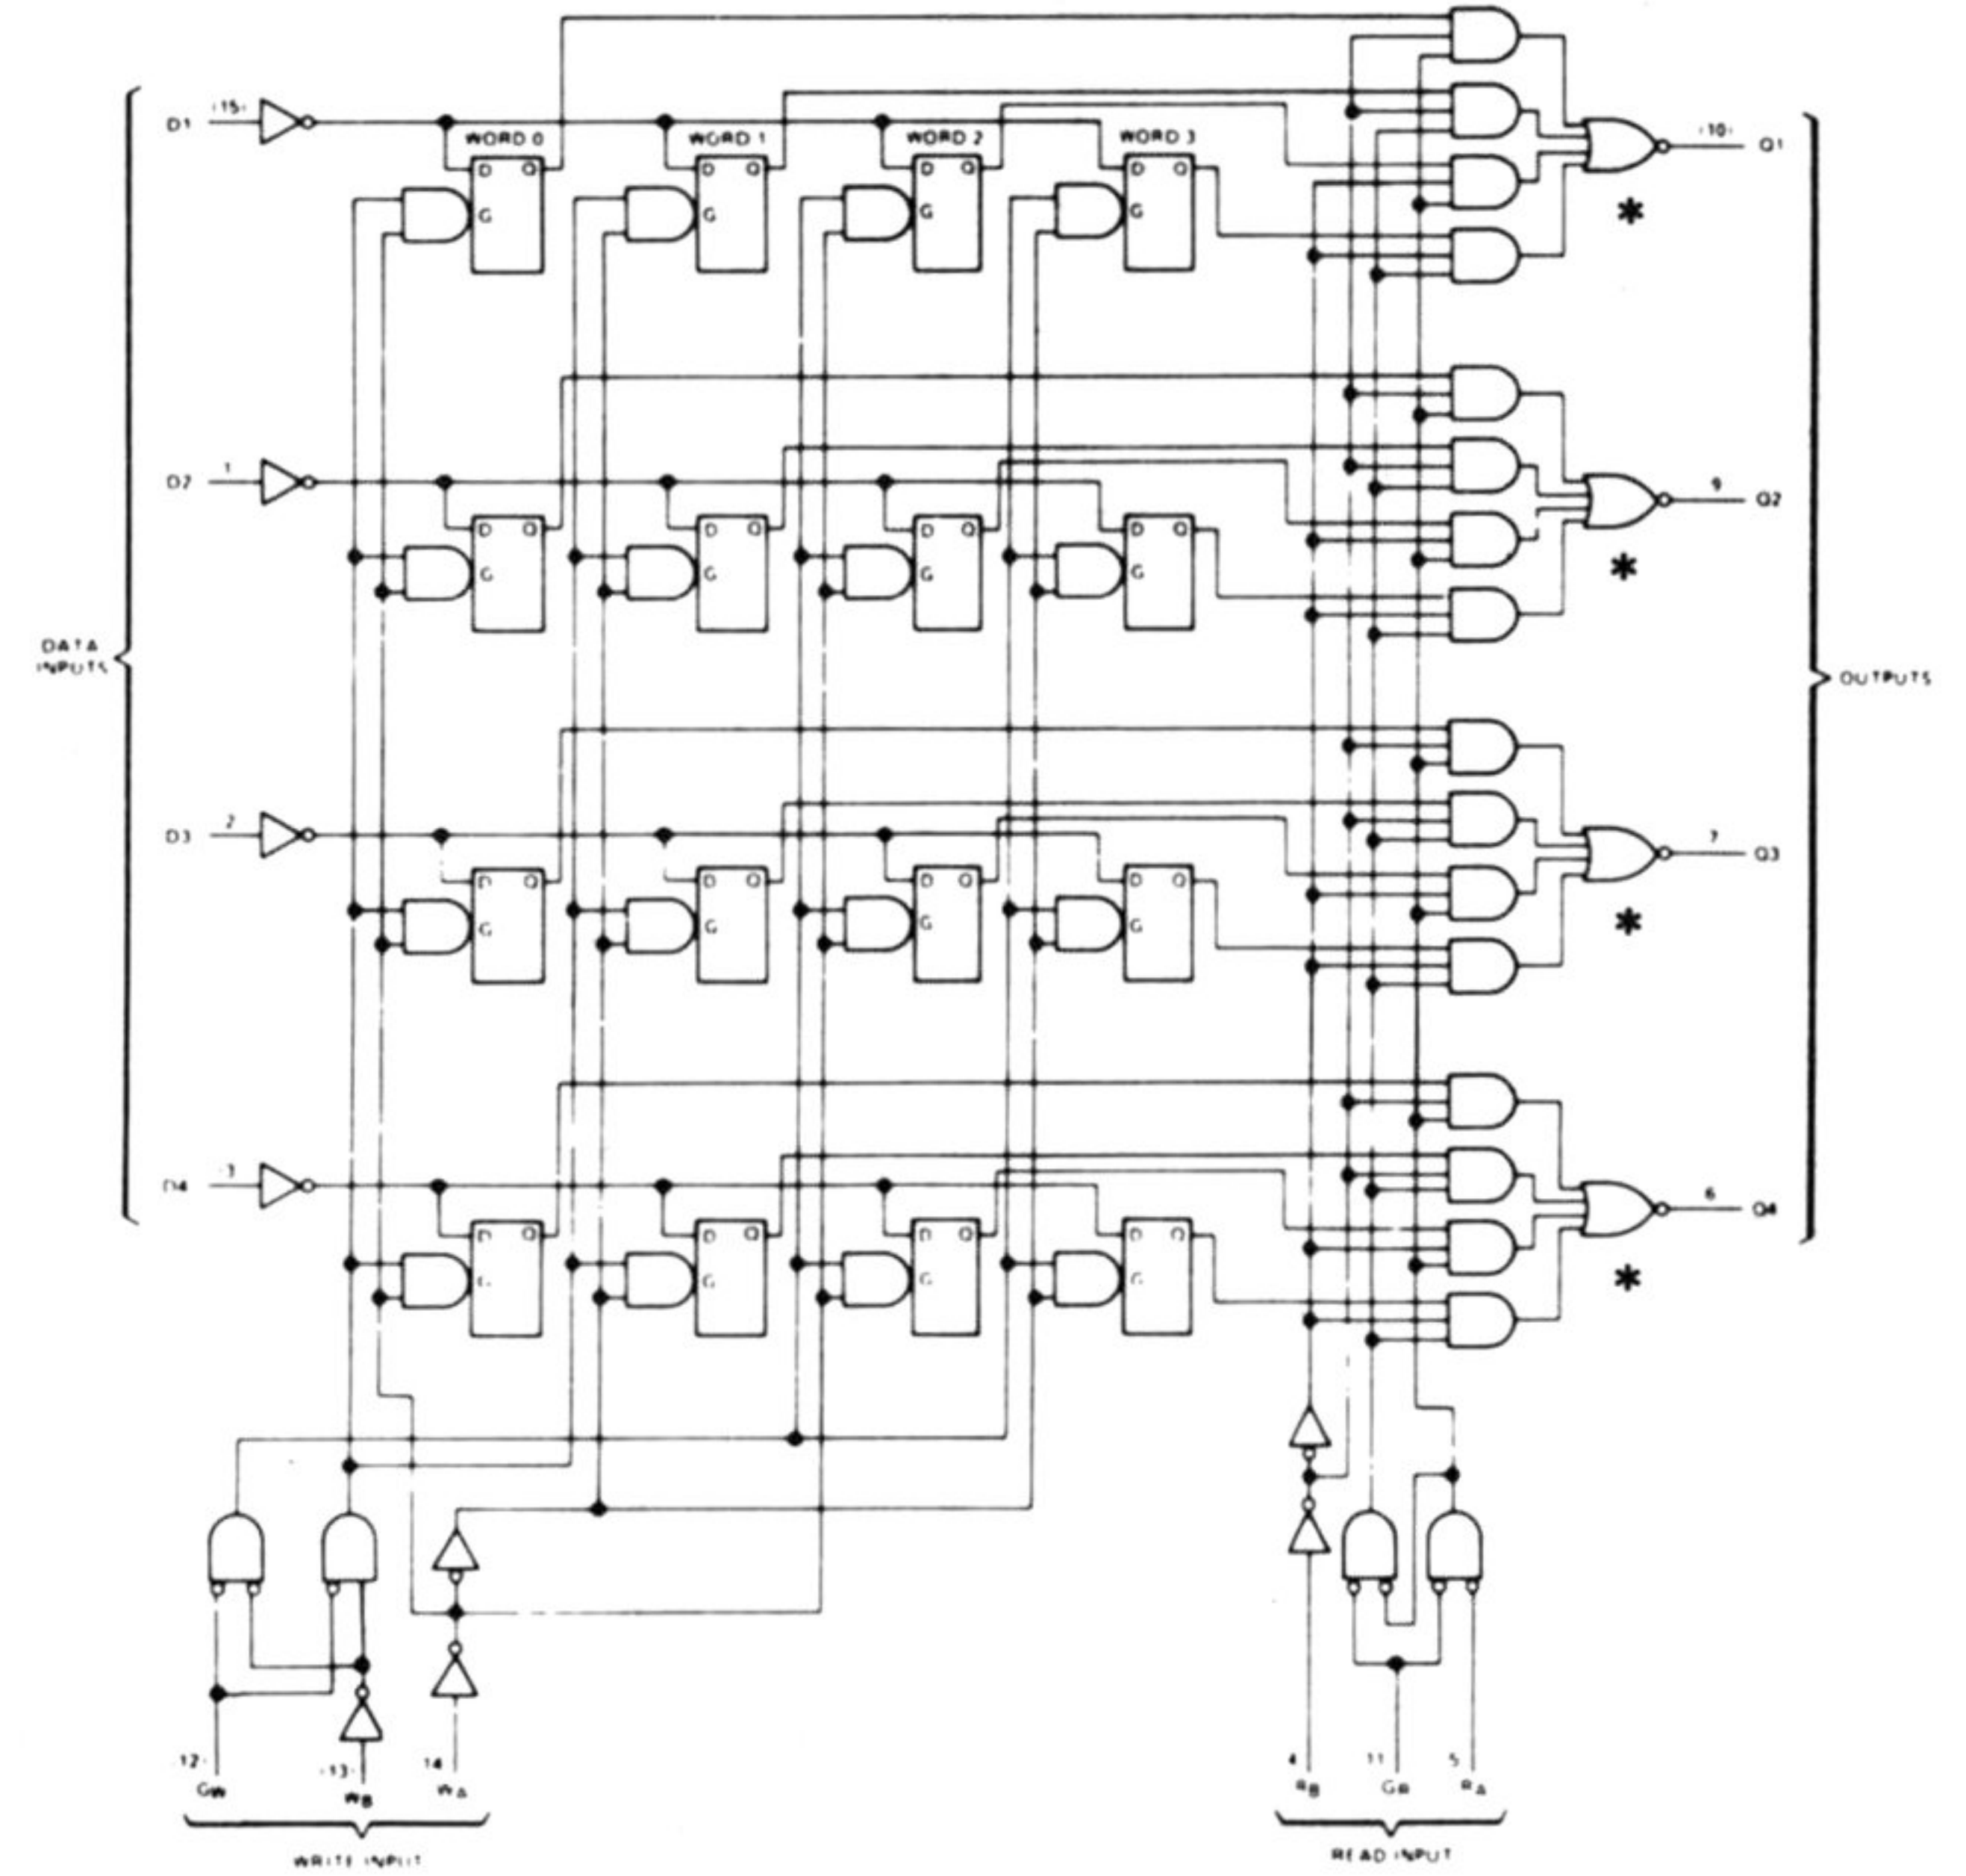 D1 (15)
WORD 0 WORD 1 WORD 2 WORD 3
D Q D Q D Q D Q
G G G G
(10) Q1
*
D2 1
D Q D Q D Q D Q
G G G G
9 Q2
*
DATA
INPUTS
OUTPUTS
D3 2
D Q D Q D Q D Q
G G G G
7 Q3
*
D4 3
D Q D Q D Q D Q
G G G G
6 Q4
*
(12) (13) 14 4 11 5
GW WB WA RB GR RA
WRITE INPUT READ INPUT